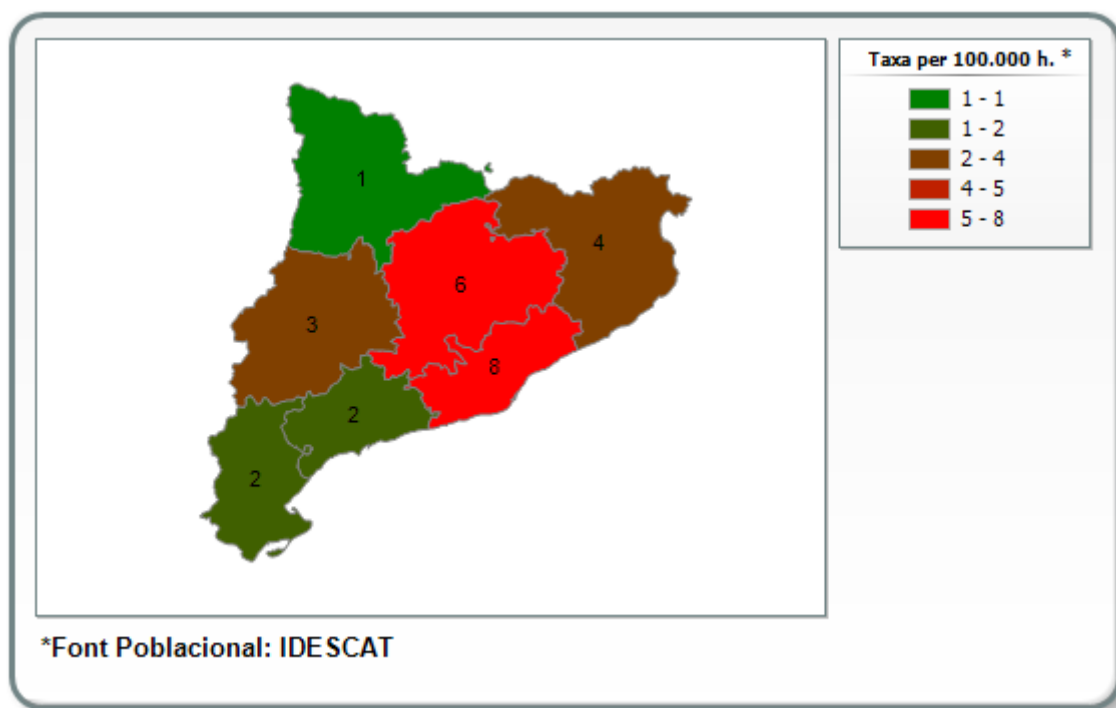 Taxa per 100.000 h. *
1 - 1
1 - 2
2 - 4
4 - 5
5 - 8
1
4
6
3
8
2
2
*Font Poblacional: IDESCAT